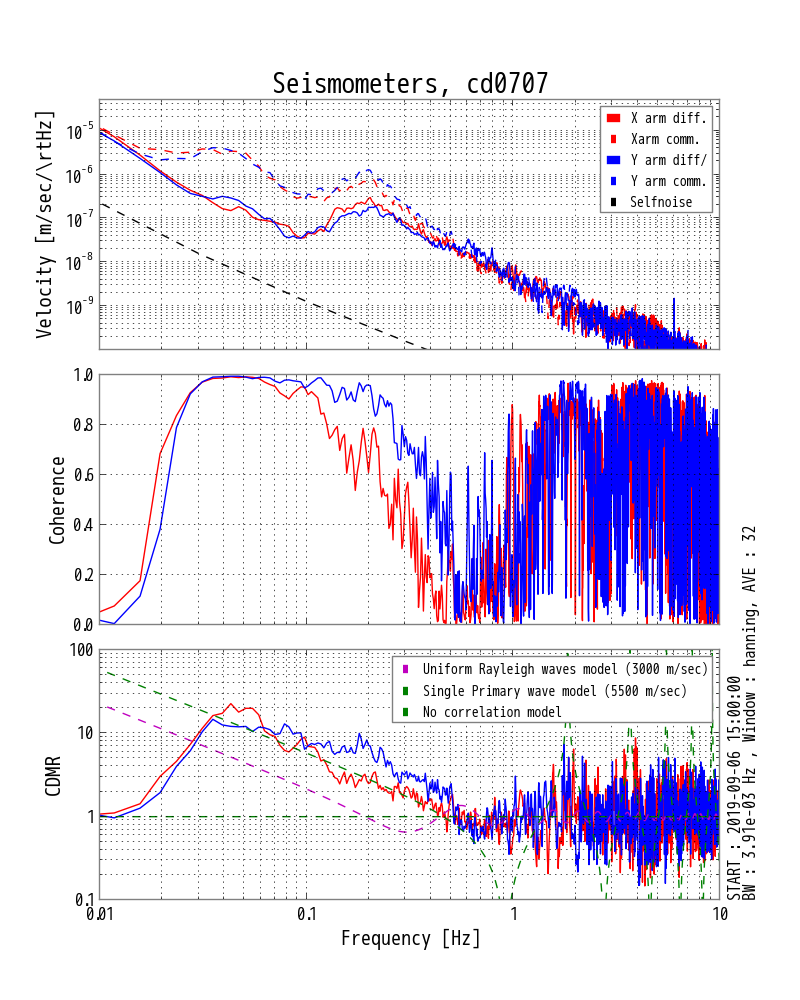 Seismometers, cd0707
Velocity [m/sec/\rtHz]
10^-5
10^-6
10^-7
10^-8
10^-9
X arm diff.
Xarm comm.
Y arm diff/
Y arm comm.
Selfnoise
Coherence
1.0
0.8
0.6
0.4
0.2
0.0
CDMR
100
10
1
0.1
Uniform Rayleigh waves model (3000 m/sec)
Single Primary wave model (5500 m/sec)
No correlation model
0.01
0.1
1
10
Frequency [Hz]
START : 2019-09-06 15:00:00
BW : 3.91e-03 Hz , Window : hanning, AVE : 32